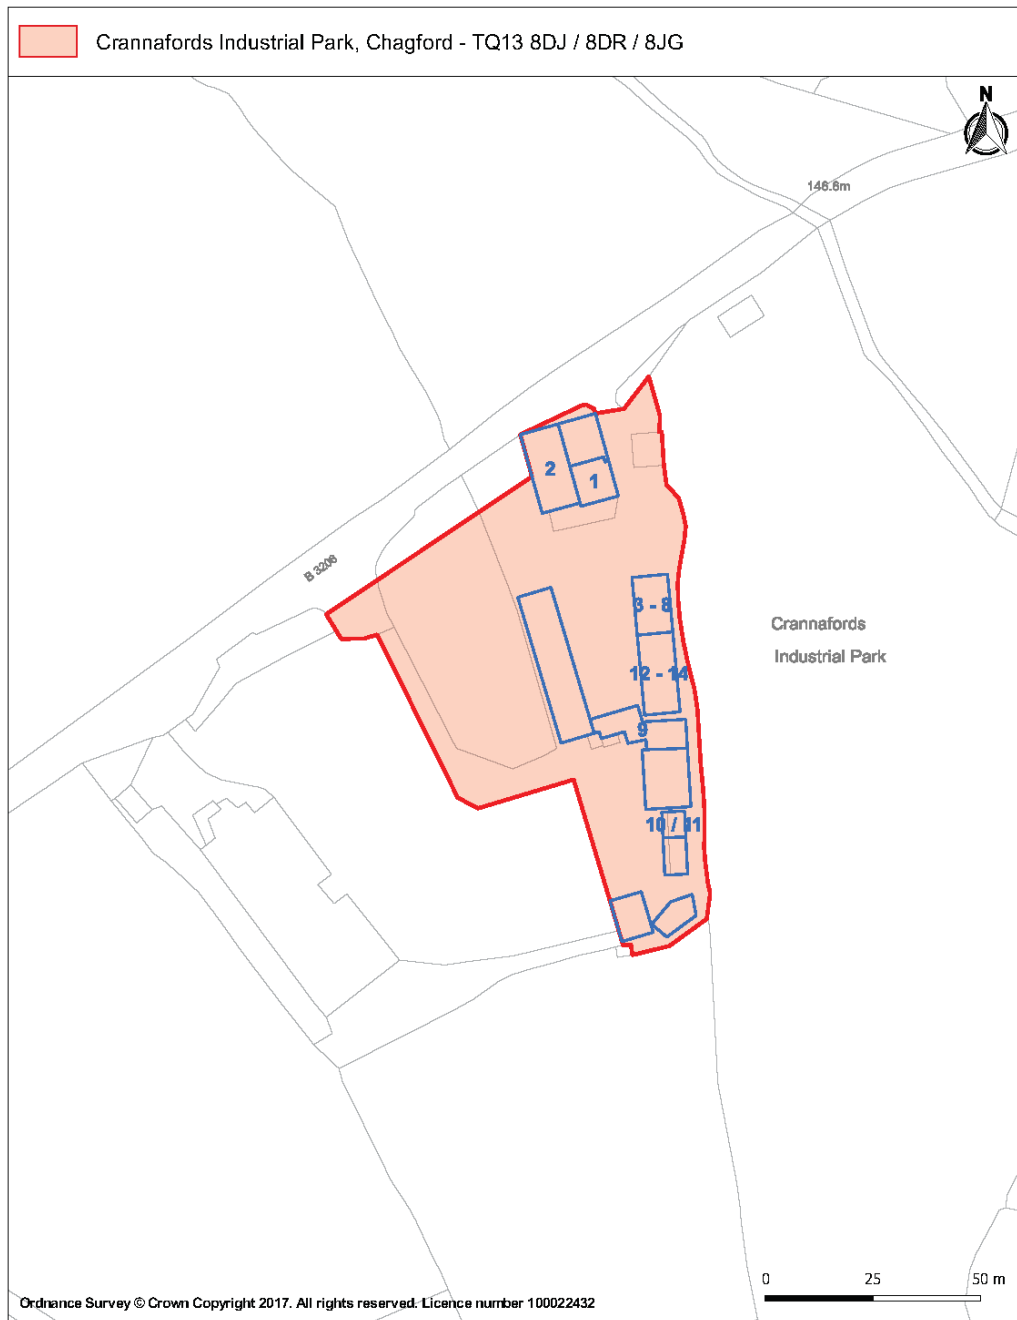 Crannafords Industrial Park, Chagford - TQ13 8DJ / 8DR / 8JG
N
146.6m
2
1
B 3206
3 - 8
Crannafords
Industrial Park
12 - 14
9
10 / 11
0 25 50 m
Ordnance Survey © Crown Copyright 2017. All rights reserved. Licence number 100022432